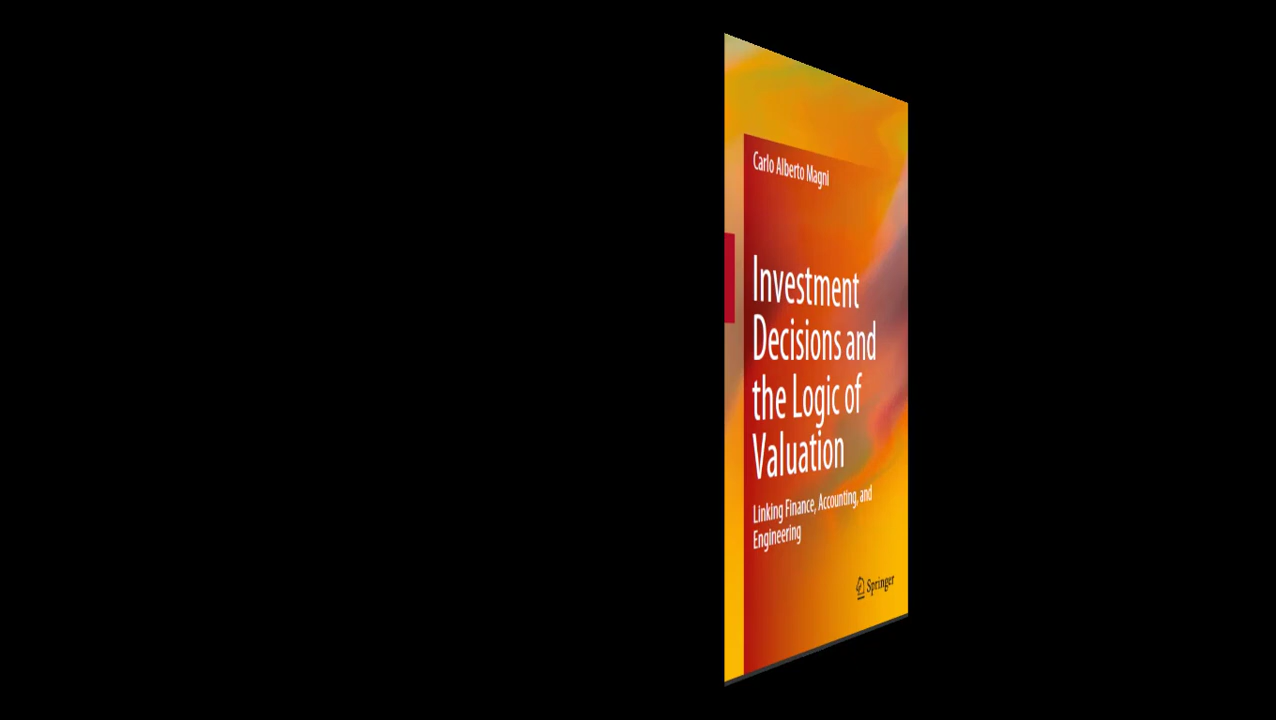 Carlo Alberto Magni
Investment
Decisions and
the Logic of
Valuation
Linking Finance, Accounting, and
Engineering
Springer